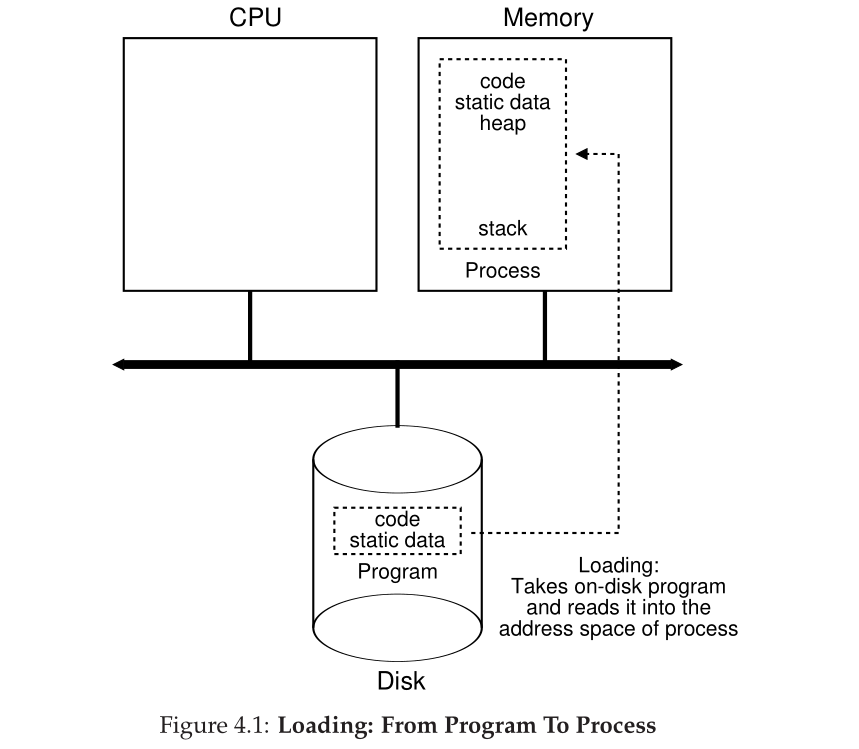 CPU
Memory
code
static data
heap
stack
Process
code
static data
Program
Loading:
Takes on-disk program
and reads it into the
address space of process
Disk
Figure 4.1: Loading: From Program To Process